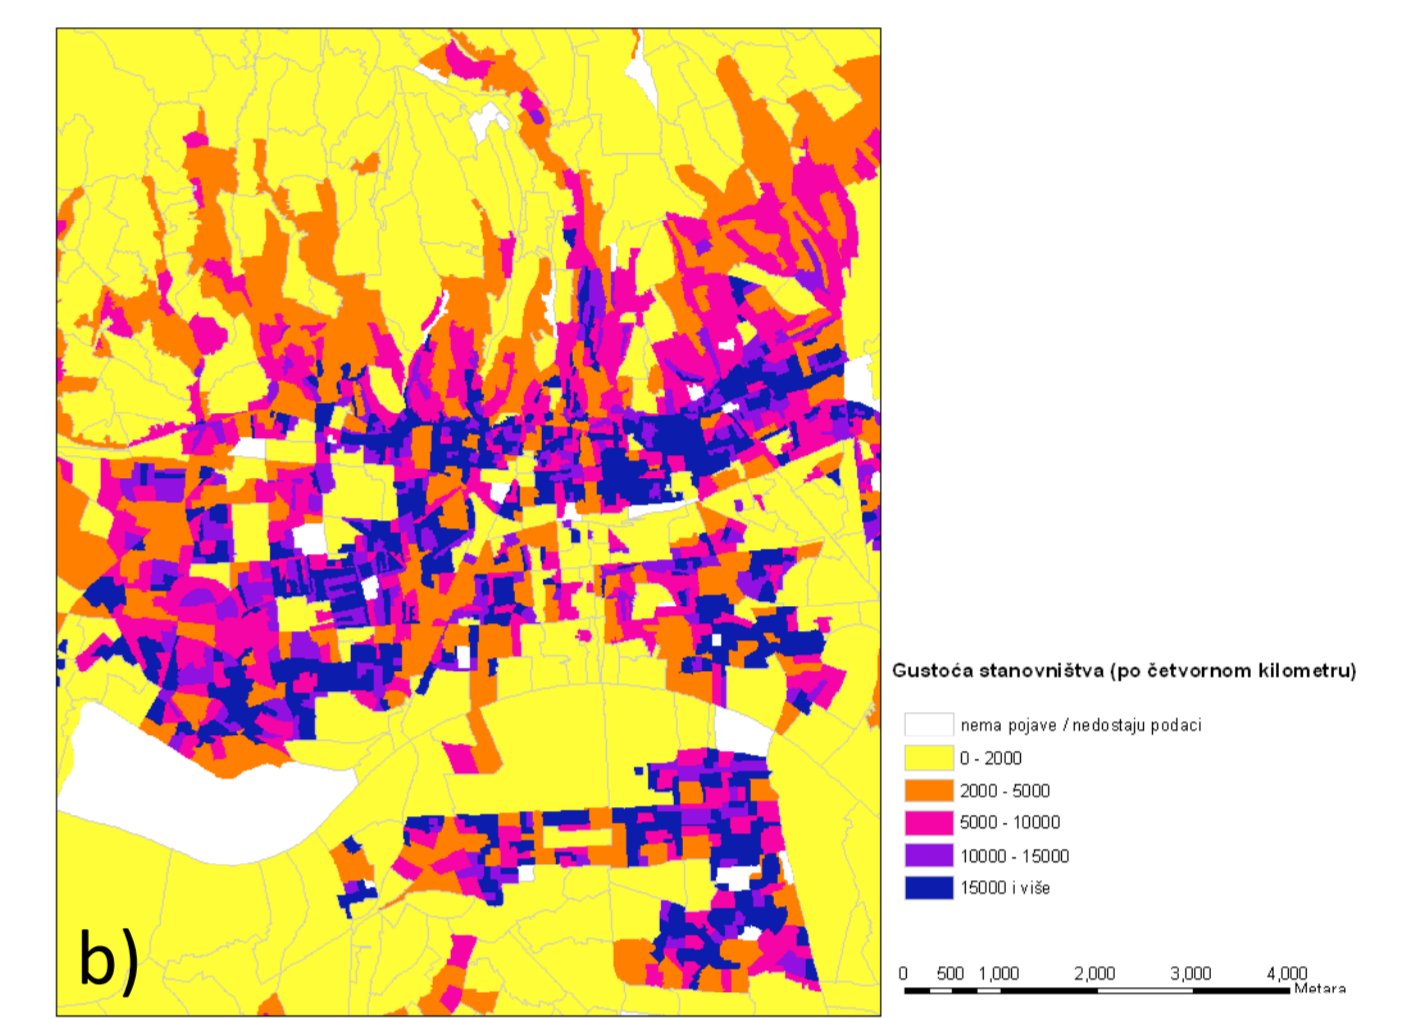 Gustoća stanovništva (po četvornom kilometru)
nema pojave / nedostaju podaci
0 - 2000
2000 - 5000
5000 - 10000
10000 - 15000
15000 i više
b)
0 500 1,000 2,000 3,000 4,000
Metara